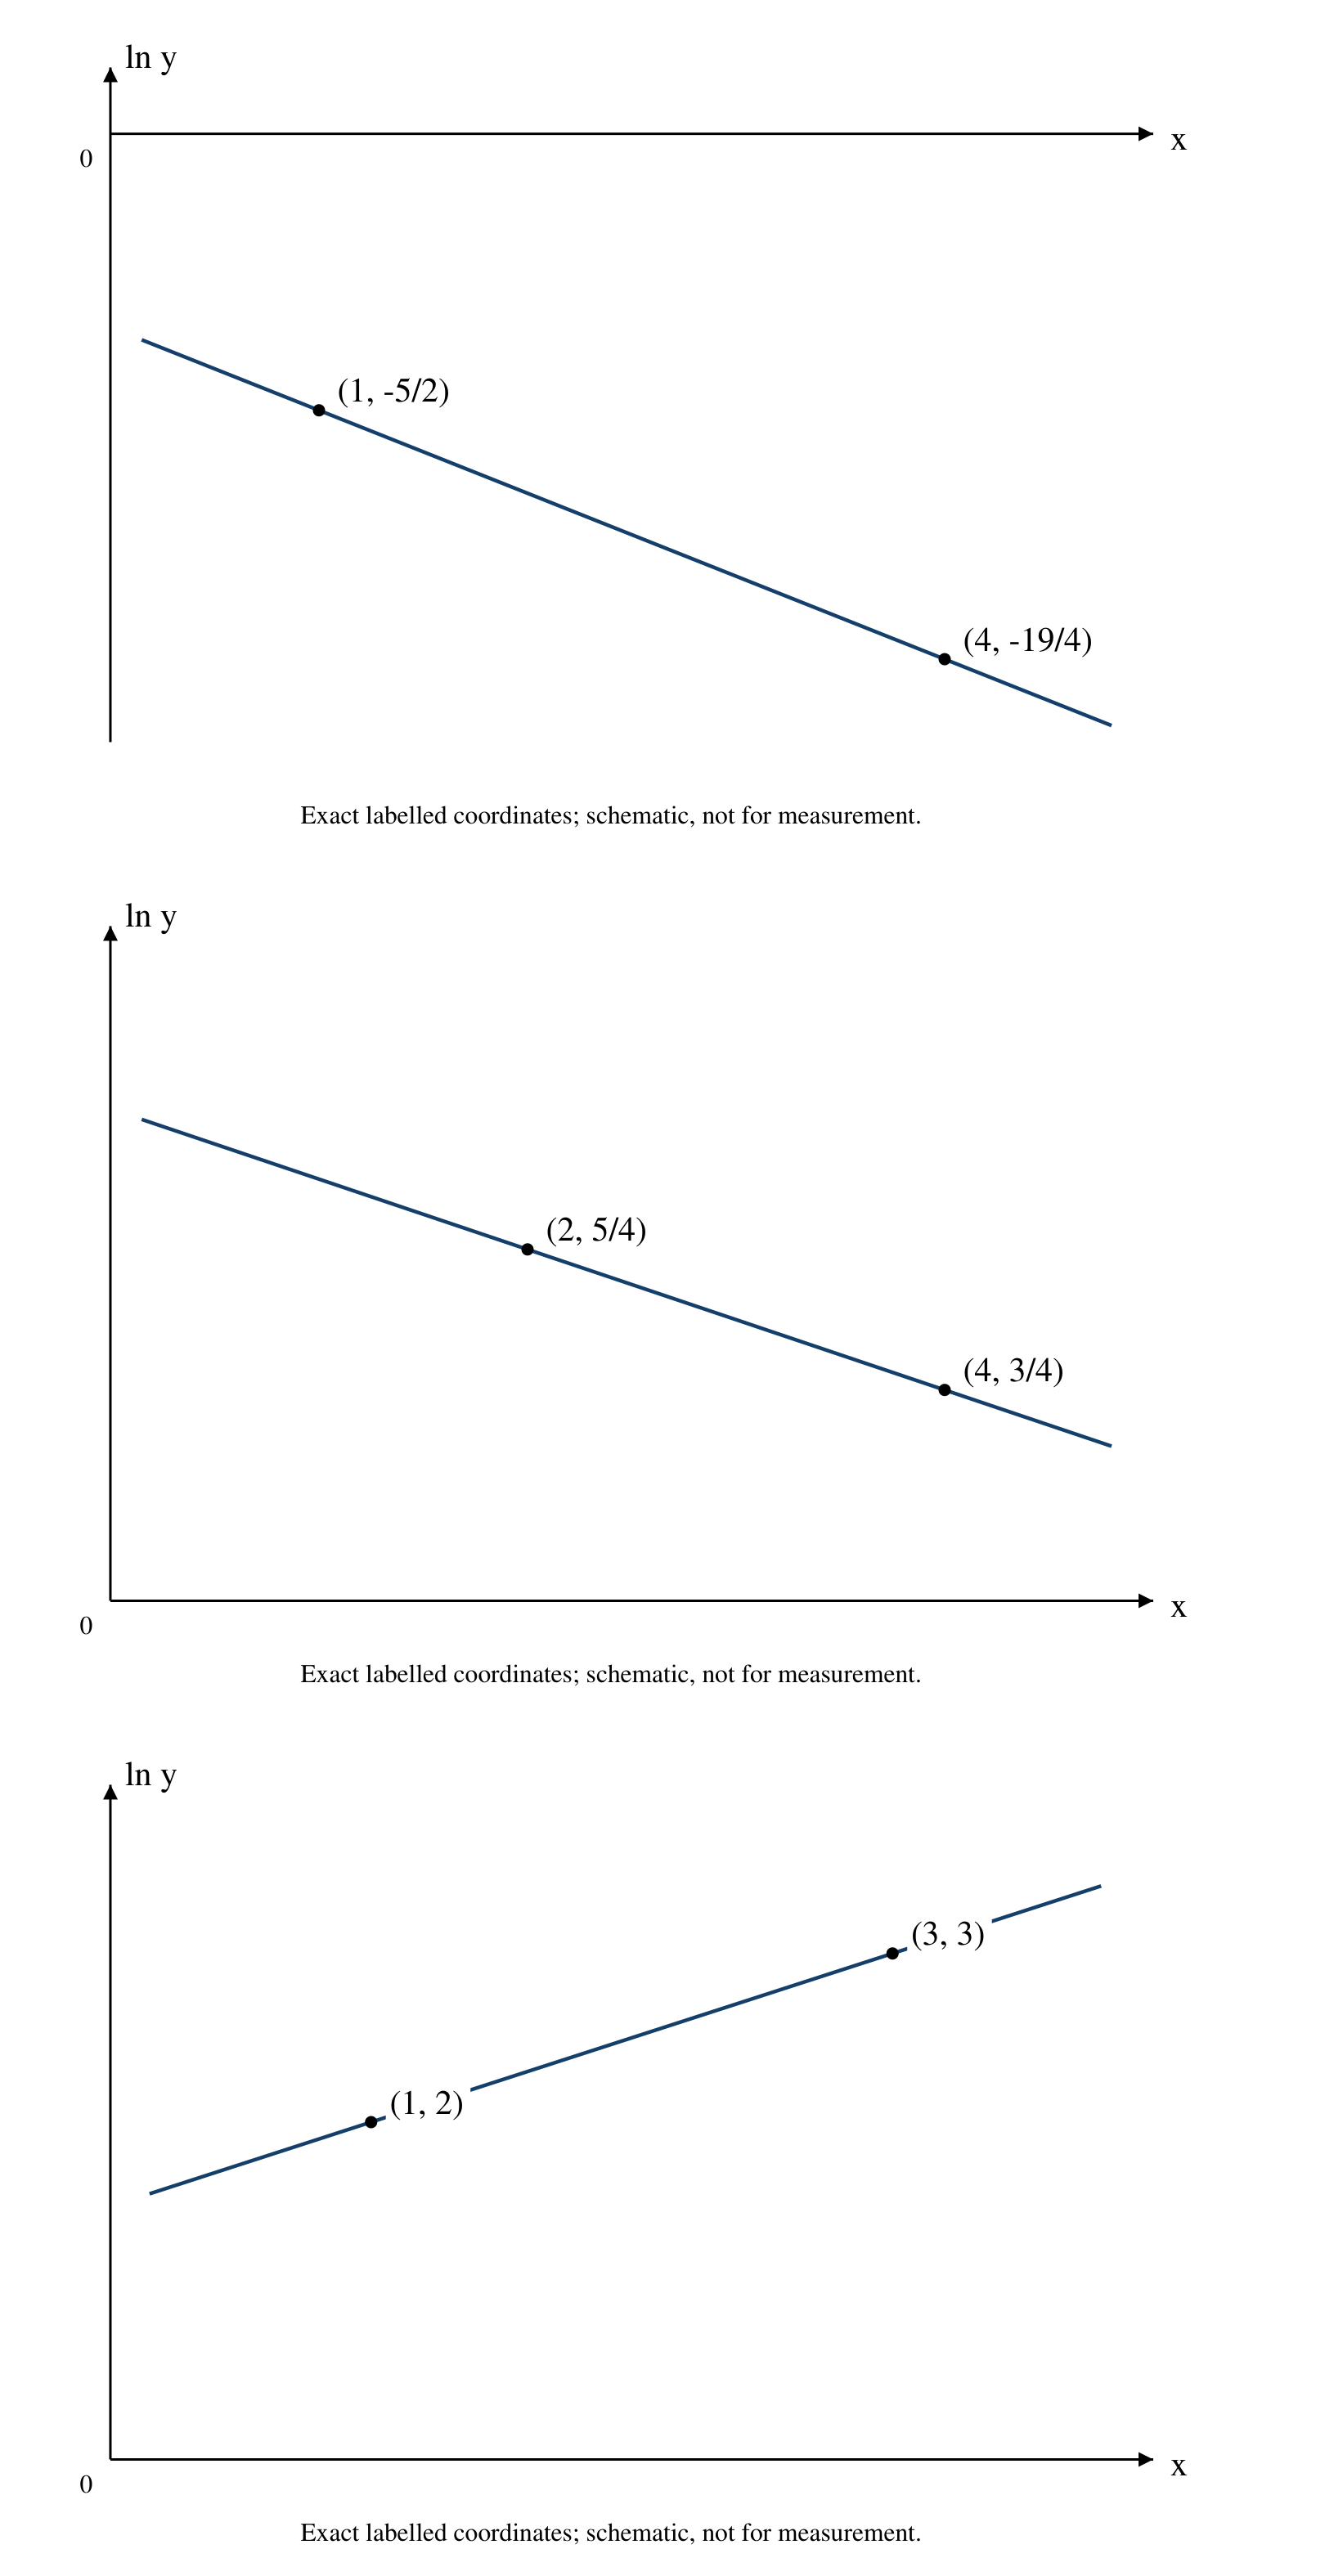 ln y
x
0
(1, -5/2)
(4, -19/4)
Exact labelled coordinates; schematic, not for measurement.
ln y
(2, 5/4)
(4, 3/4)
x
0
Exact labelled coordinates; schematic, not for measurement.
ln y
(3, 3)
(1, 2)
x
0
Exact labelled coordinates; schematic, not for measurement.